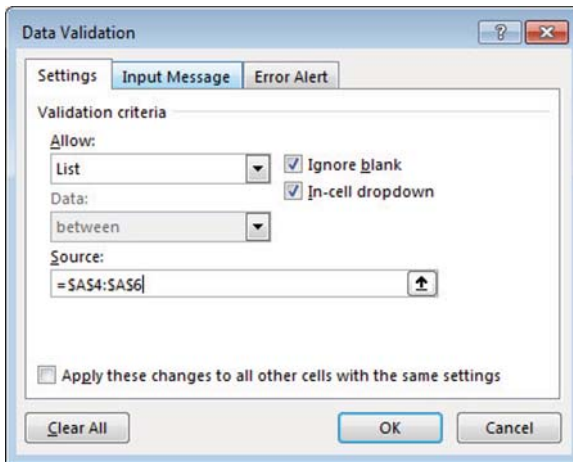 Data Validation
Settings Input Message Error Alert
Validation criteria
Allow:
List
Ignore blank
In-cell dropdown
Data:
between
Source:
=$A$4:$A$6
Apply these changes to all other cells with the same settings
Clear All OK Cancel